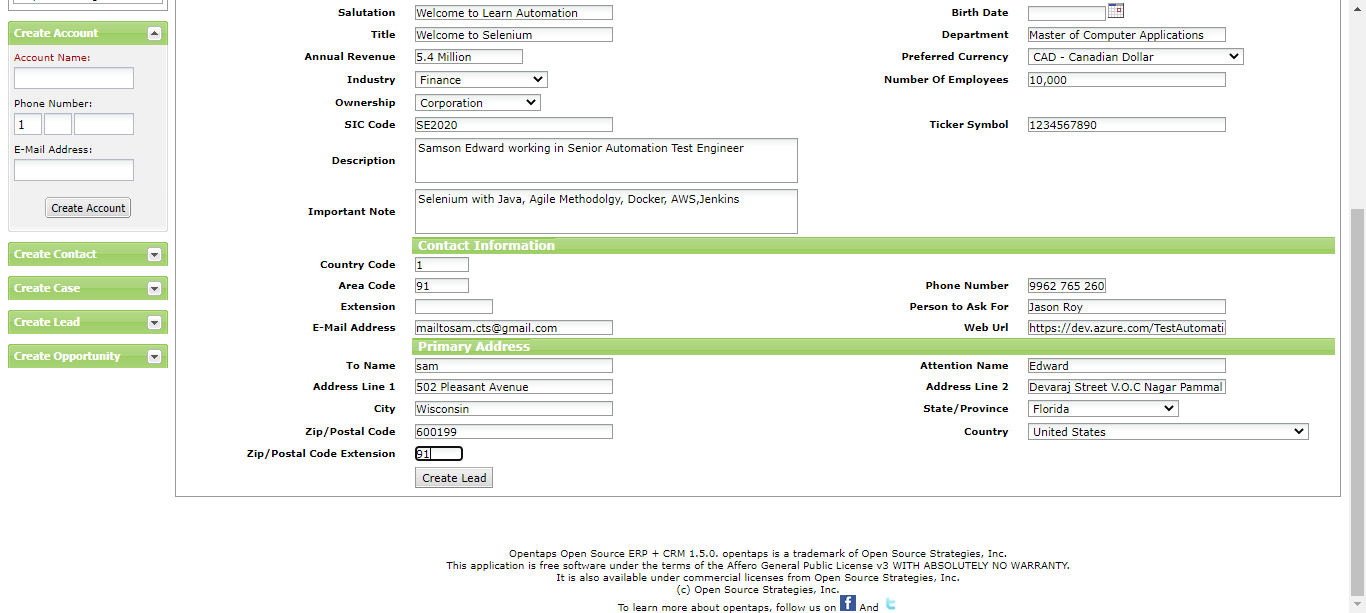 Create Account
Account Name:
Phone Number:
1
E-Mail Address:
Create Account
Create Contact
Create Case
Create Lead
Create Opportunity
Salutation Welcome to Learn Automation Birth Date
Title Welcome to Selenium Department Master of Computer Applications
Annual Revenue 5.4 Million Preferred Currency CAD - Canadian Dollar
Industry Finance Number Of Employees 10,000
Ownership Corporation
SIC Code SE2020 Ticker Symbol 1234567890
Description Samson Edward working in Senior Automation Test Engineer
Important Note Selenium with Java, Agile Methodolgy, Docker, AWS,Jenkins
Contact Information
Country Code 1
Area Code 91 Phone Number 9962 765 260
Extension Person to Ask For Jason Roy
E-Mail Address mailtosam.cts@gmail.com Web Url https://dev.azure.com/TestAutomati
Primary Address
To Name sam Attention Name Edward
Address Line 1 502 Pleasant Avenue Address Line 2 Devaraj Street V.O.C Nagar Pammal
City Wisconsin State/Province Florida
Zip/Postal Code 600199 Country United States
Zip/Postal Code Extension 91
Create Lead
Opentaps Open Source ERP + CRM 1.5.0. opentaps is a trademark of Open Source Strategies, Inc.
This application is free software under the terms of the Affero General Public License v3 WITH ABSOLUTELY NO WARRANTY.
It is also available under commercial licenses from Open Source Strategies, Inc.
(c) Open Source Strategies, Inc.
To learn more about opentaps, follow us on f And t